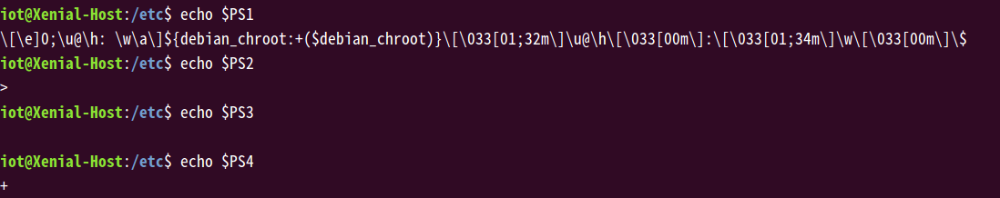 iot@Xenial-Host:/etc$ echo $PS1
\[\e]0;\u@\h: \w\a\]${debian_chroot:+($debian_chroot)}\[\033[01;32m\]\u@\h\[\033[00m\]:\[\033[01;34m\]\w\[\033[00m\]\$
iot@Xenial-Host:/etc$ echo $PS2
>
iot@Xenial-Host:/etc$ echo $PS3
iot@Xenial-Host:/etc$ echo $PS4
+